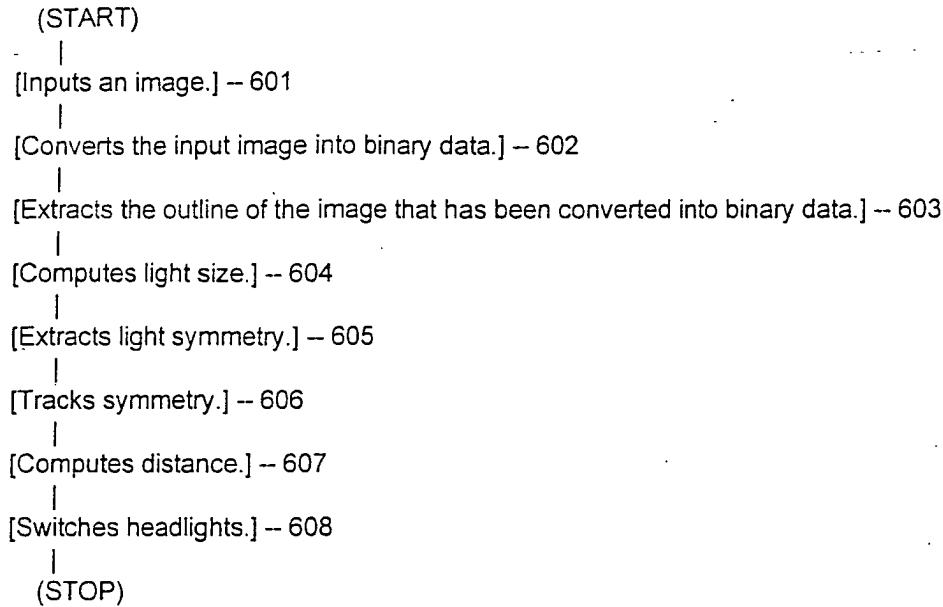 (START)
[Inputs an image.] -- 601
[Converts the input image into binary data.] -- 602
[Extracts the outline of the image that has been converted into binary data.] -- 603
[Computes light size.] -- 604
[Extracts light symmetry.] -- 605
[Tracks symmetry.] -- 606
[Computes distance.] -- 607
[Switches headlights.] -- 608
(STOP)